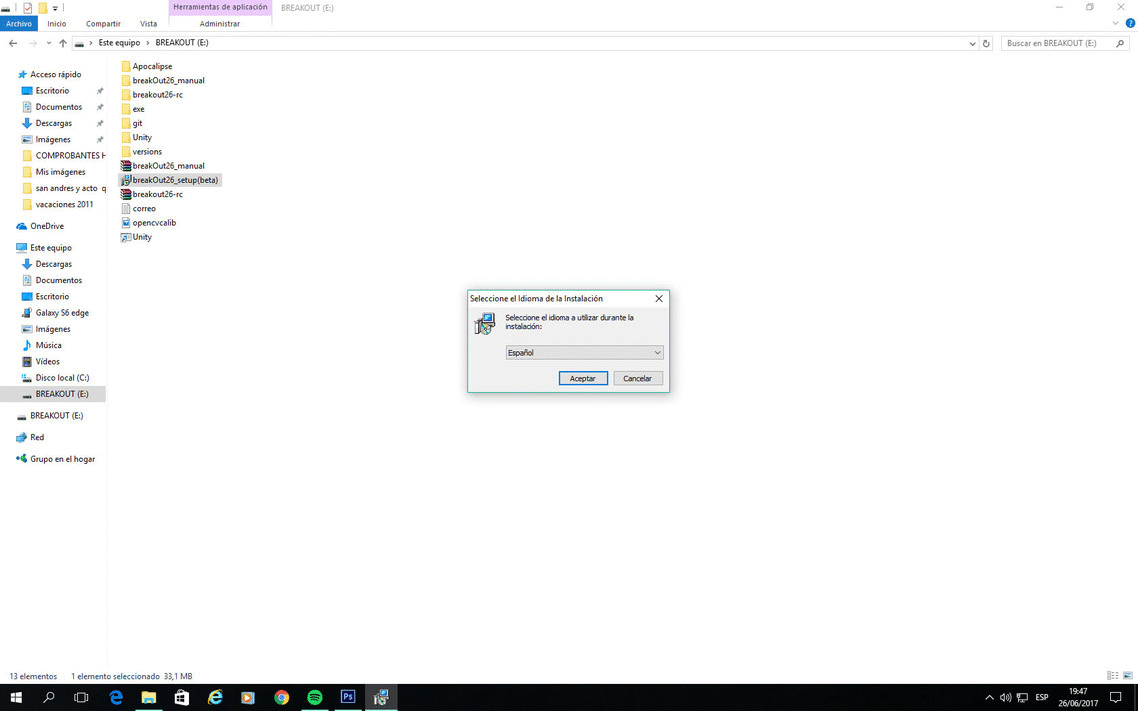 Herramientas de aplicación
BREAKOUT (E:)
Archivo
Inicio
Compartir
Vista
Administrar
Este equipo
BREAKOUT (E:)
Buscar en BREAKOUT (E:)
Acceso rápido
Escritorio
Documentos
Descargas
Imágenes
COMPROBANTES H
Mis imágenes
san andres y acto q
vacaciones 2011
OneDrive
Este equipo
Descargas
Documentos
Escritorio
Galaxy S6 edge
Imágenes
Música
Vídeos
Disco local (C:)
BREAKOUT (E:)
BREAKOUT (E:)
Red
Grupo en el hogar
Apocalipse
breakOut26_manual
breakout26-rc
exe
git
Unity
versions
breakOut26_manual
breakOut26_setup(beta)
breakout26-rc
correo
opencvcalib
Unity
Seleccione el Idioma de la Instalación
Seleccione el idioma a utilizar durante la
instalación:
Español
Aceptar
Cancelar
13 elementos
1 elemento seleccionado 33,1 MB
Ps
ESP
19:47
26/06/2017